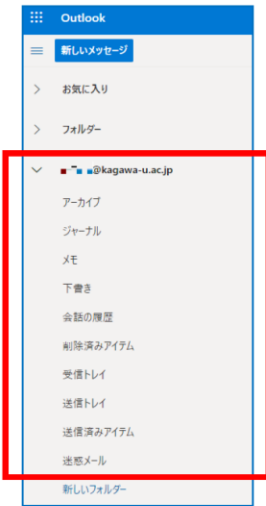 Outlook
新しいメッセージ
お気に入り
フォルダー
@kagawa-u.ac.jp
アーカイブ
ジャーナル
メモ
下書き
会話の履歴
削除済みアイテム
受信トレイ
送信トレイ
送信済みアイテム
迷惑メール
新しいフォルダー